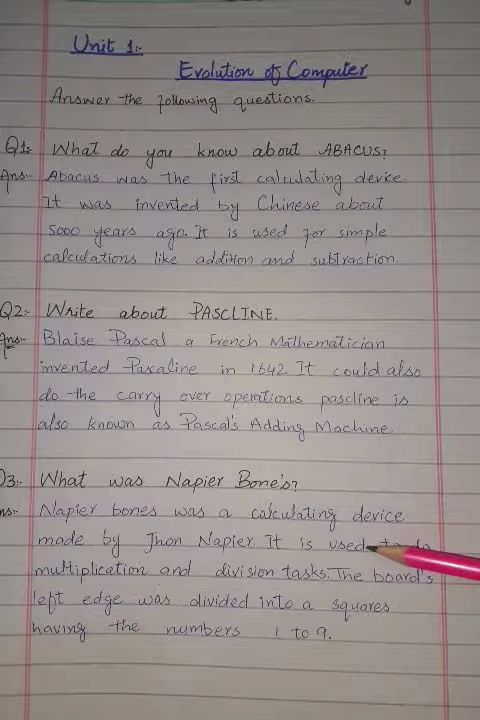 Unit 1:-
Evolution of Computer
Answer the following questions.
Q1:- What do you know about ABACUS?
Ans:- Abacus was the first calculating device.
It was invented by Chinese about
5000 years ago. It is used for simple
calculations like addition and subtraction.
Q2:- Write about PASCLINE.
Ans:- Blaise Pascal a French Mathematician
invented Pascaline in 1642. It could also
do the carry over operations pascline is
also known as Pascal's Adding Machine.
Q3:- What was Napier Bone's?
Ans:- Napier bones was a calculating device
made by Jhon Napier. It is used to do
multiplication and division tasks. The board's
left edge was divided into a squares
having the numbers 1 to 9.